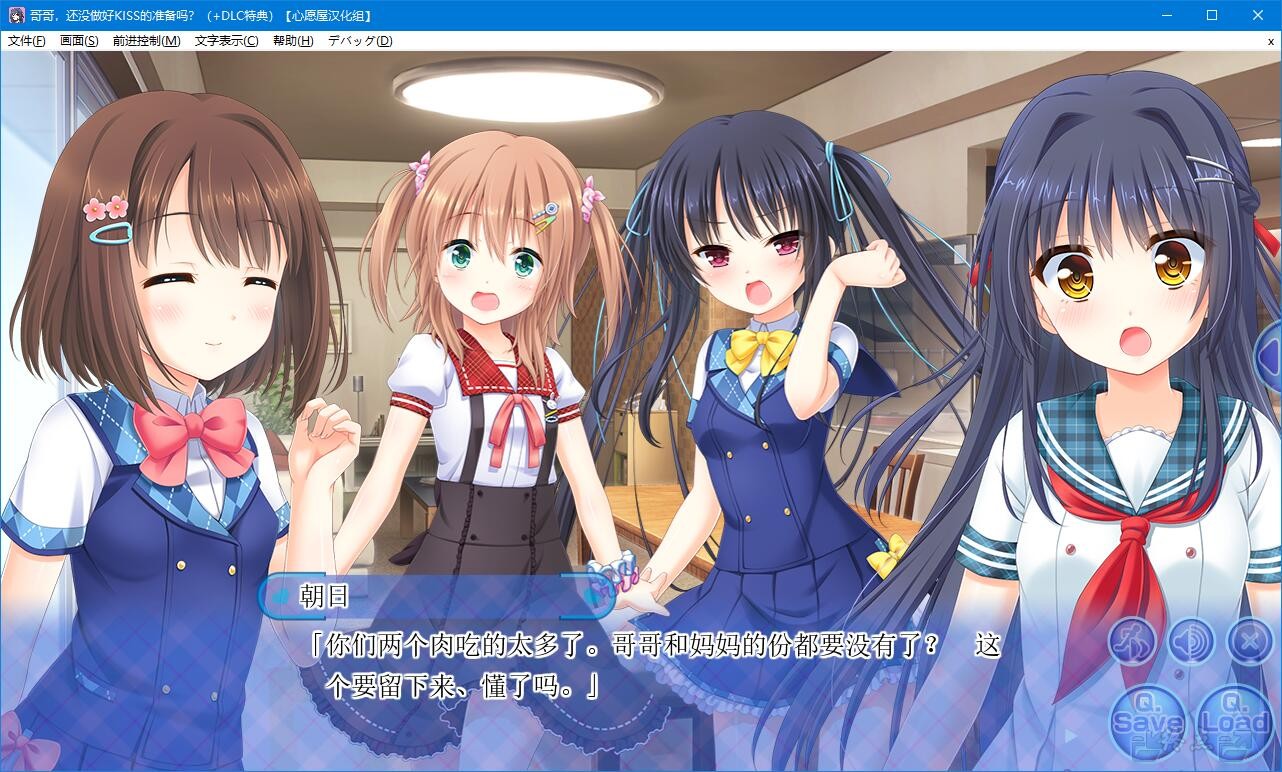 哥哥，还没做好KISS的准备吗？（+DLC特典）【心愿屋汉化组】
文件(F) 画面(S) 前进控制(M) 文字表示(C) 帮助(H) デバッグ(D) x
朝日
「你们两个肉吃的太多了。哥哥和妈妈的份都要没有了？ 这
个要留下来、懂了吗。」
Q. Save Q. Load